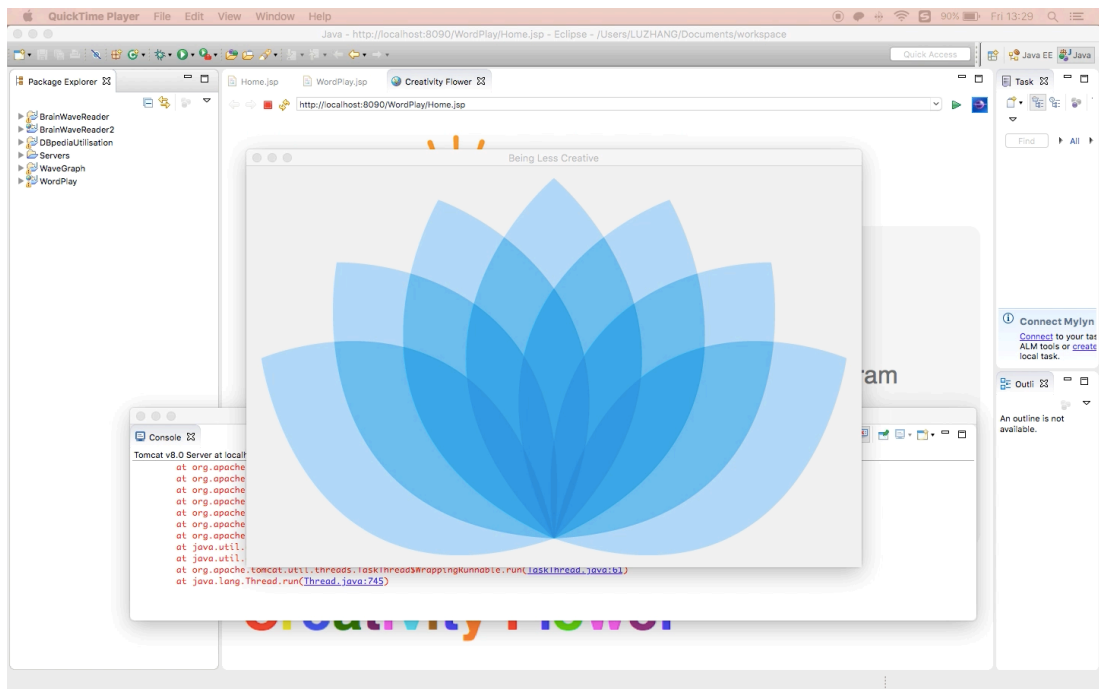 QuickTime Player File Edit View Window Help 90% Fri 13:29
Java - http://localhost:8090/WordPlay/Home.jsp - Eclipse - /Users/LUZHANG/Documents/workspace
Quick Access Java EE Java
Package Explorer
BrainWaveReader
BrainWaveReader2
DBpediaUtilisation
Servers
WaveGraph
WordPlay
Home.jsp WordPlay.jsp Creativity Flower
http://localhost:8090/WordPlay/Home.jsp
Being Less Creative
ram
Console
Tomcat v8.0 Server at localh
at org.apache
at org.apache
at org.apache
at org.apache
at org.apache
at org.apache
at org.apache
at java.util.
at java.util.
at org.apache.tomcat.util.threads.TaskThread$WrappingRunnable.run(TaskThread.java:61)
at java.lang.Thread.run(Thread.java:745)
Creativity Flower
Task
Find All
Connect Mylyn
Connect to your tas
ALM tools or create
local task.
Outli
An outline is not
available.